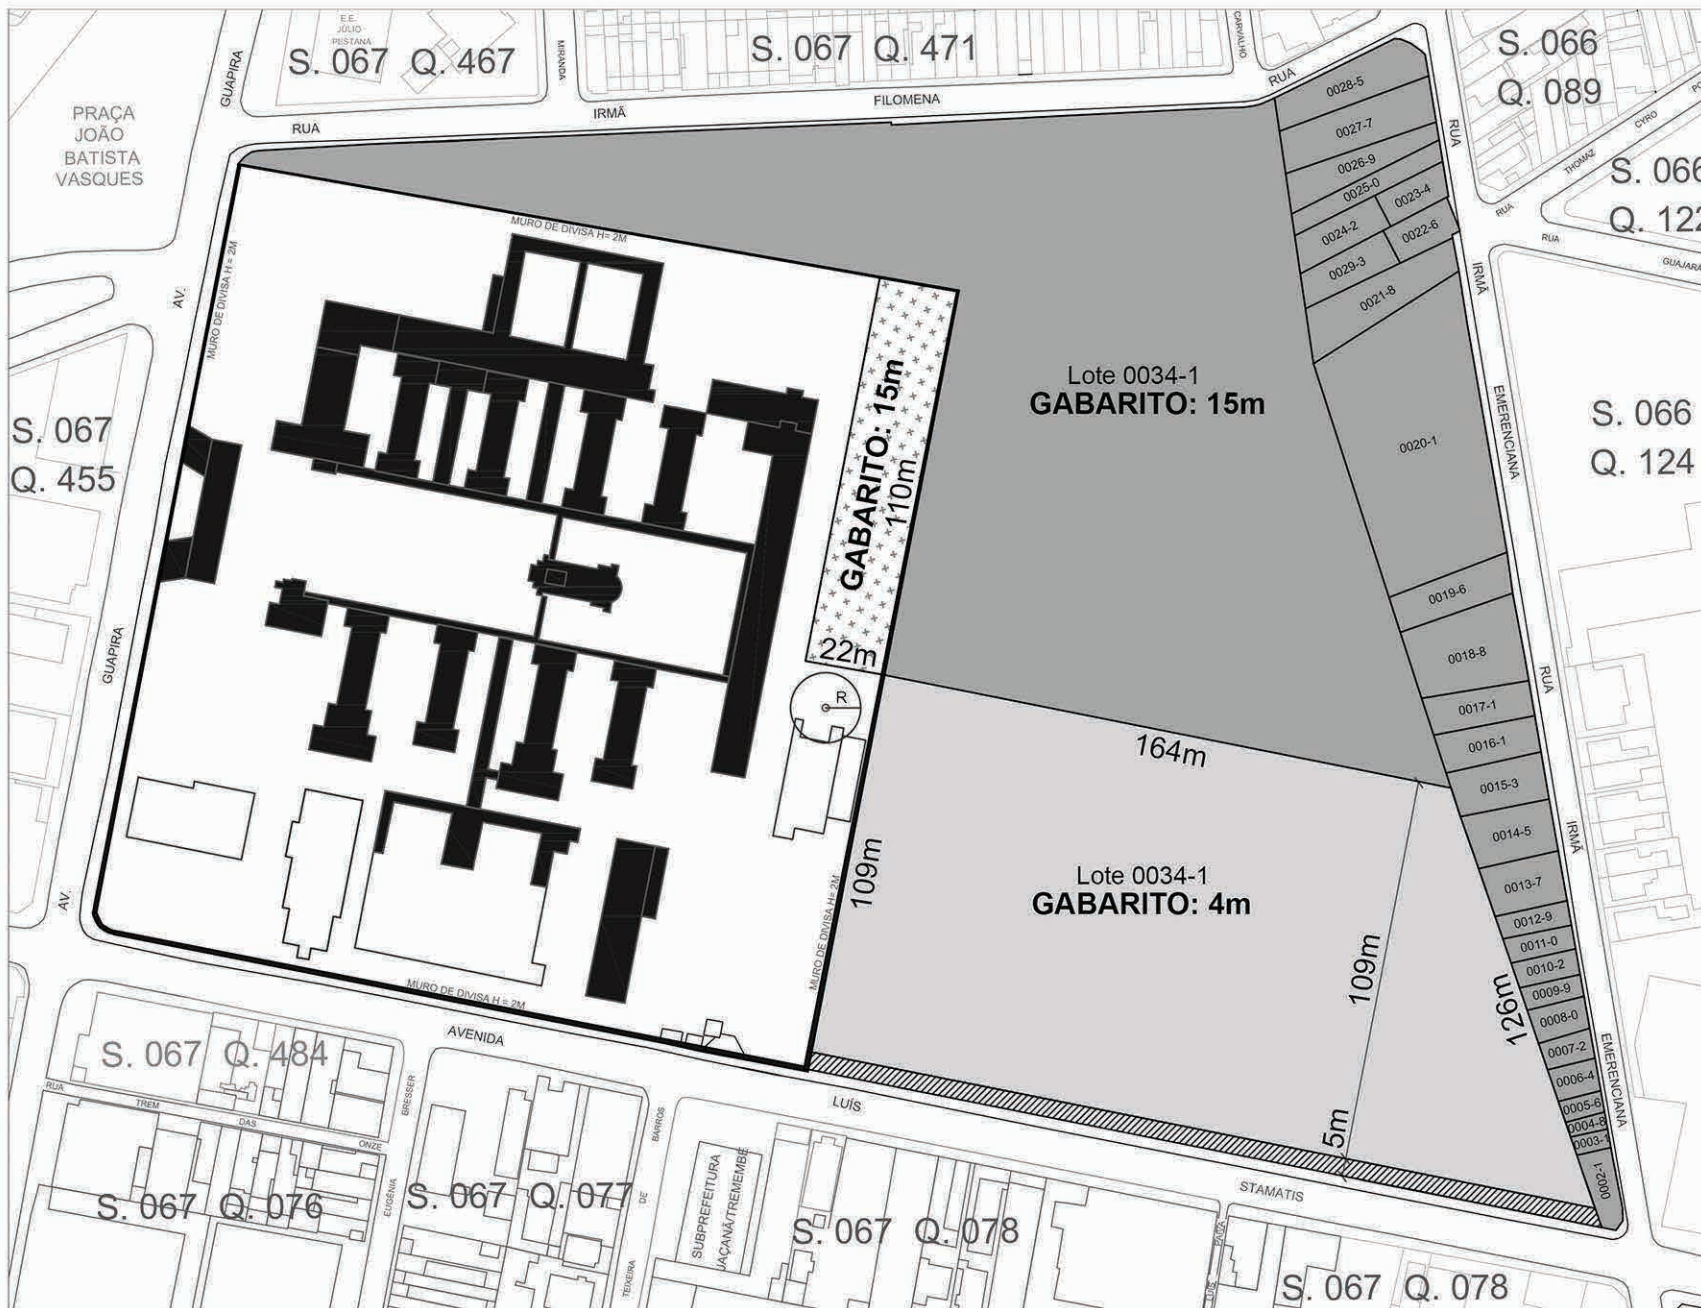 E.E.
JÚLIO
PESTANA
S. 067 Q. 467
MIRANDA
S. 067 Q. 471
CARVALHO
S. 066
Q. 089
GUAPIRA
PRAÇA
JOÃO
BATISTA
VASQUES
RUA
IRMÃ
FILOMENA
RUA
RUA
THOMAZ
CYRO
S. 066
Q. 122
RUA
RUA
GUAJARÁ
0028-5
0027-7
0026-9
0025-0
0024-2
0023-4
0022-6
0029-3
0021-8
IRMÃ
MURO DE DIVISA H= 2M
MURO DE DIVISA H = 2M
AV.
GABARITO: 15m
110m
22m
Lote 0034-1
GABARITO: 15m
0020-1
EMERENCIANA
S. 066
Q. 124
S. 067
Q. 455
GUAPIRA
R
164m
0019-6
0018-8
0017-1
0016-1
0015-3
0014-5
0013-7
0012-9
0011-0
0010-2
0009-9
0008-0
0007-2
0006-4
0005-6
0004-8
0003-1
0002-1
RUA
IRMÃ
EMERENCIANA
Lote 0034-1
GABARITO: 4m
109m
109m
126m
5m
MURO DE DIVISA H = 2M
AV.
MURO DE DIVISA H = 2M
AVENIDA
LUÍS
STAMATIS
S. 067 Q. 484
RUA
TREM
DAS
ONZE
BRESSER
EUGÊNIA
S. 067 Q. 076
S. 067 Q. 077
BARROS
DE
TEIXEIRA
SUBPREFEITURA
JAÇANÃ/TREMEMBÉ
S. 067 Q. 078
PAIVA
LUÍS
S. 067 Q. 078